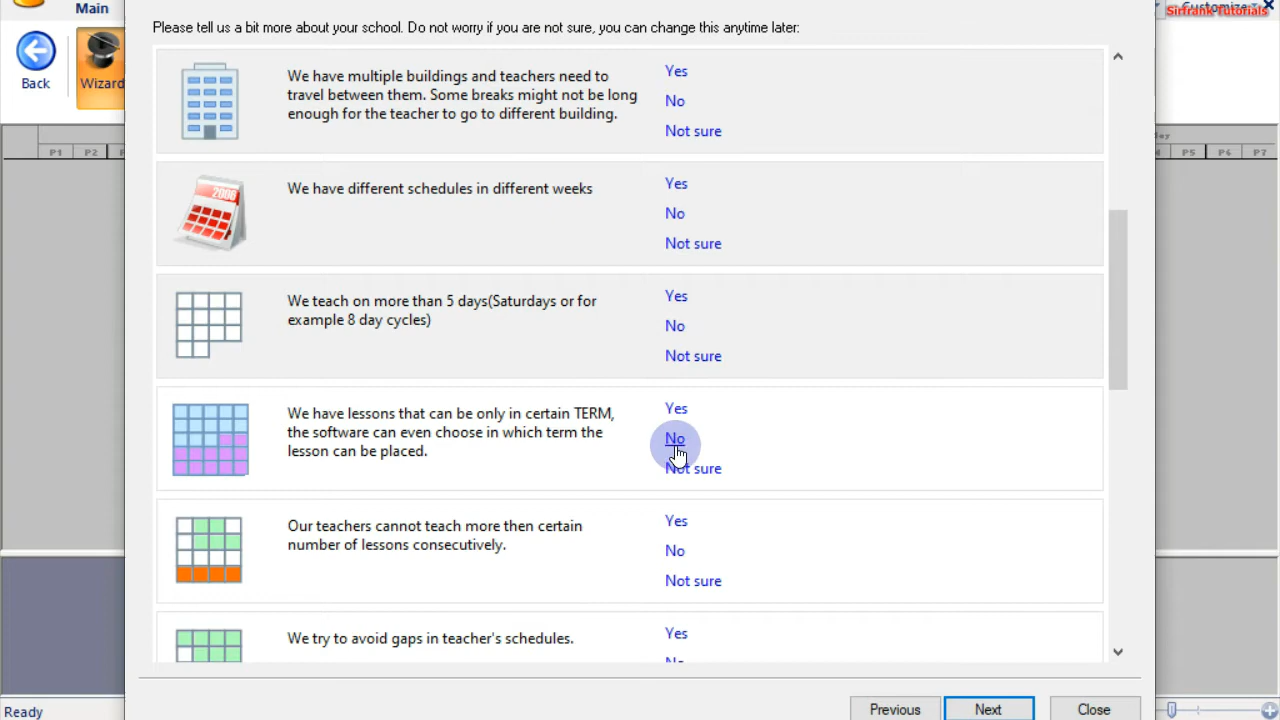 Main
Customize
Sirfrank Tutorials
Back
Wizard
Please tell us a bit more about your school. Do not worry if you are not sure, you can change this anytime later:
We have multiple buildings and teachers need to
travel between them. Some breaks might not be long
enough for the teacher to go to different building.
Yes
No
Not sure
2000
We have different schedules in different weeks
Yes
No
Not sure
We teach on more than 5 days(Saturdays or for
example 8 day cycles)
Yes
No
Not sure
We have lessons that can be only in certain TERM,
the software can even choose in which term the
lesson can be placed.
Yes
No
Not sure
Our teachers cannot teach more then certain
number of lessons consecutively.
Yes
No
Not sure
We try to avoid gaps in teacher's schedules.
Yes
No
P1 P2
P5 P6 P7
Previous
Next
Close
Ready